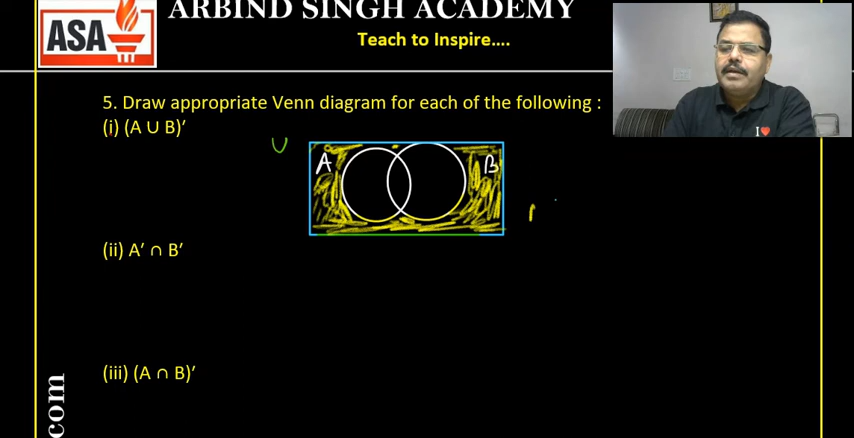 ARBIND SINGH ACADEMY
ASA
Teach to Inspire....
5. Draw appropriate Venn diagram for each of the following :
(i) (A ∪ B)′
U
A
B
(ii) A′ ∩ B′
(iii) (A ∩ B)′
com
I ❤